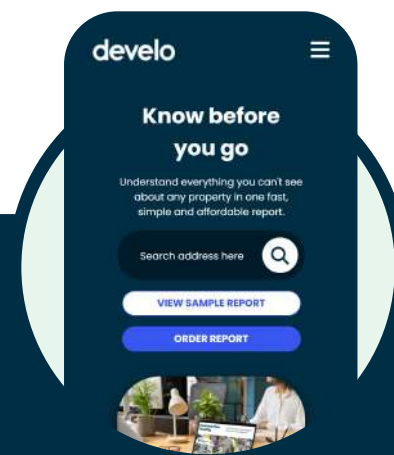 develo
Know before
you go
Understand everything you can't see
about any property in one fast,
simple and affordable report.
Search address here
VIEW SAMPLE REPORT
ORDER REPORT